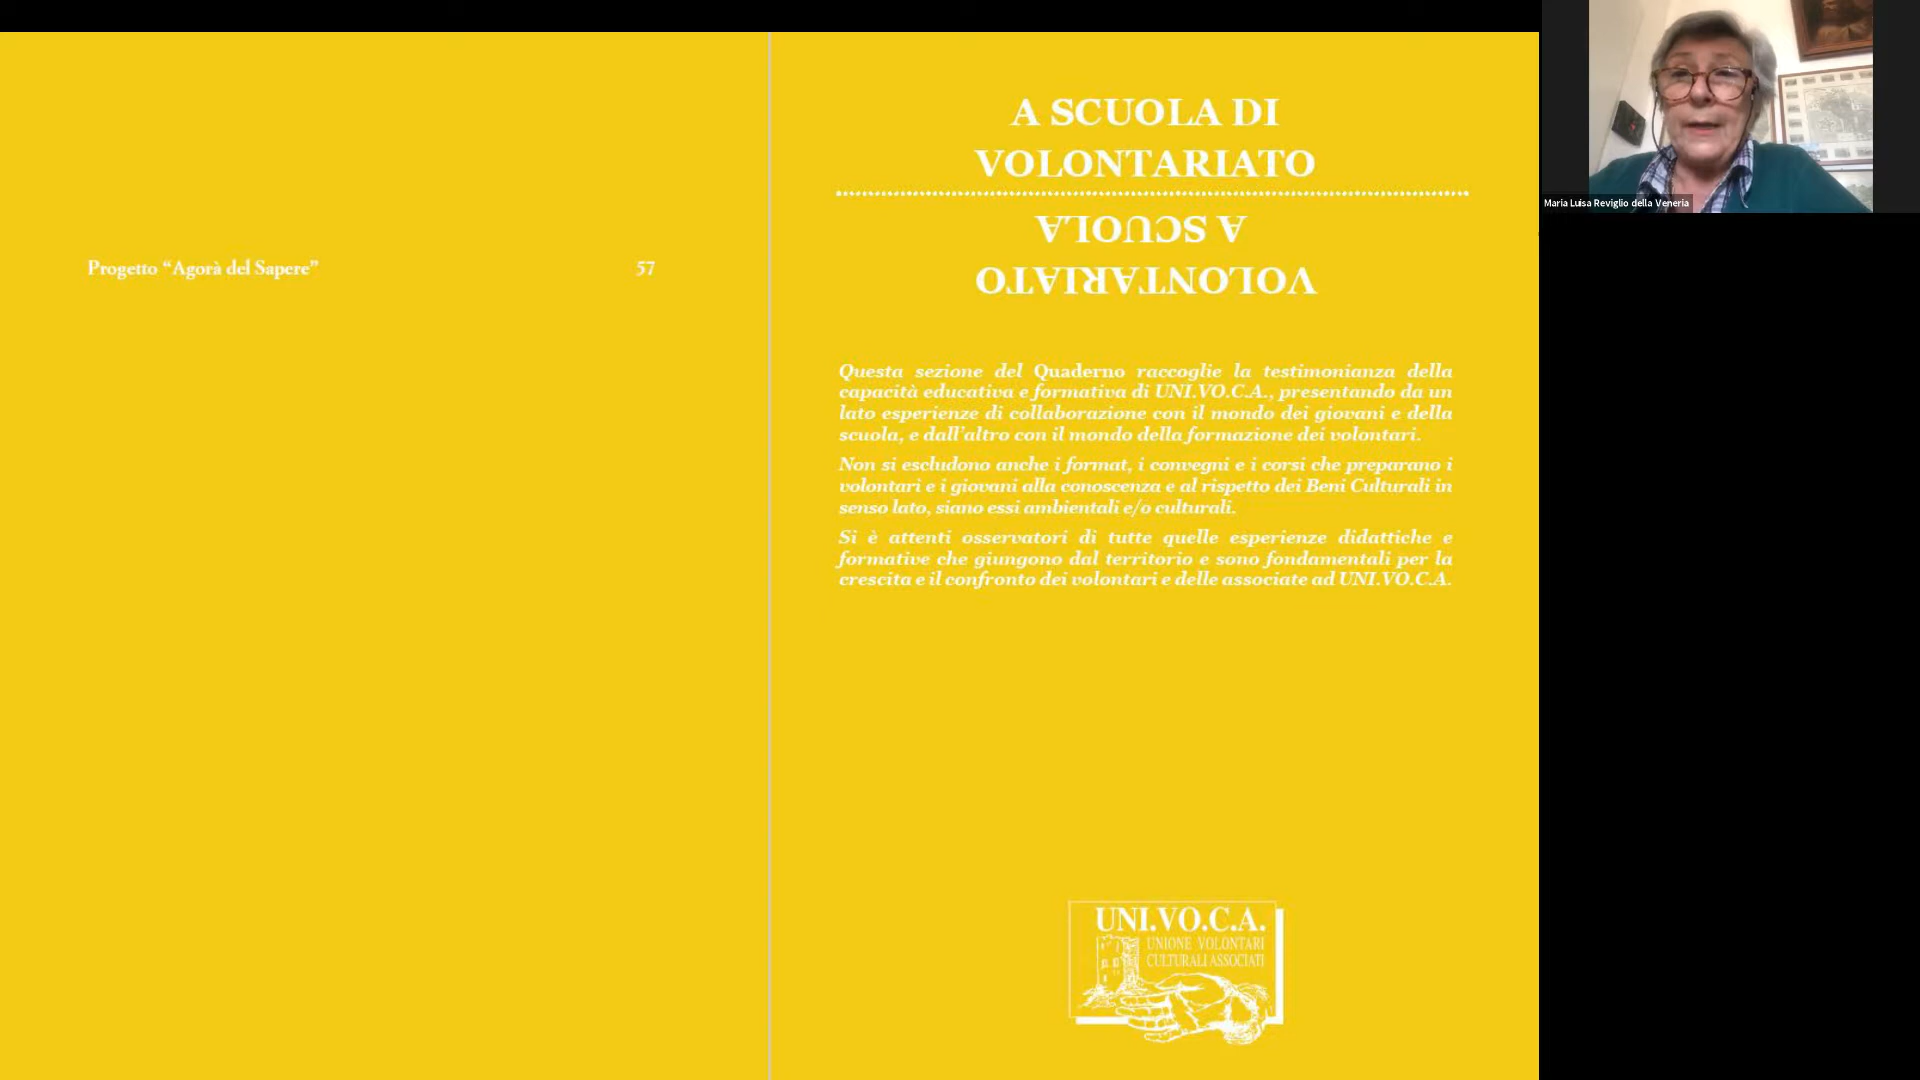 Progetto “Agorà del Sapere” 57
A SCUOLA DI
VOLONTARIATO
A SCUOLA
VOLONTARIATO
Questa sezione del Quaderno raccoglie la testimonianza della
capacità educativa e formativa di UNI.VO.C.A., presentando da un
lato esperienze di collaborazione con il mondo dei giovani e della
scuola, e dall’altro con il mondo della formazione dei volontari.
Non si escludono anche i format, i convegni e i corsi che preparano i
volontari e i giovani alla conoscenza e al rispetto dei Beni Culturali in
senso lato, siano essi ambientali e/o culturali.
Si è attenti osservatori di tutte quelle esperienze didattiche e
formative che giungono dal territorio e sono fondamentali per la
crescita e il confronto dei volontari e delle associate ad UNI.VO.C.A.
UNI.VO.C.A.
UNIONE VOLONTARI
CULTURALI ASSOCIATI
Maria Luisa Reviglio della Veneria